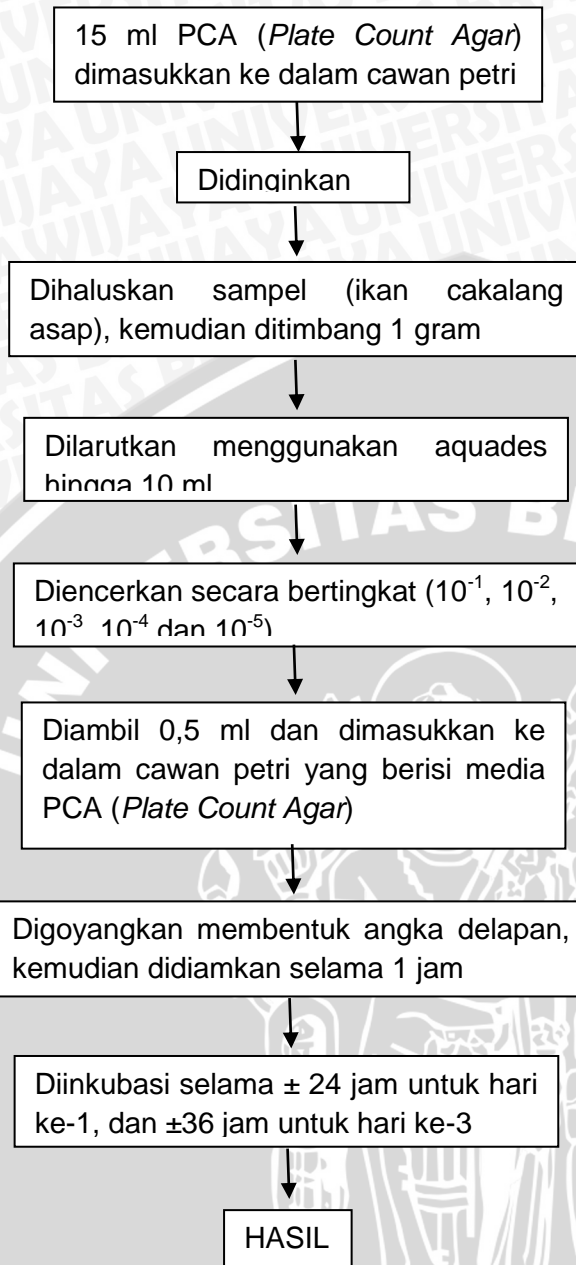 15 ml PCA (Plate Count Agar)
dimasukkan ke dalam cawan petri
Didinginkan
Dihaluskan sampel (ikan cakalang
asap), kemudian ditimbang 1 gram
Dilarutkan menggunakan aquades
hingga 10 ml
Diencerkan secara bertingkat (10⁻¹, 10⁻²,
10⁻³, 10⁻⁴ dan 10⁻⁵)
Diambil 0,5 ml dan dimasukkan ke
dalam cawan petri yang berisi media
PCA (Plate Count Agar)
Digoyangkan membentuk angka delapan,
kemudian didiamkan selama 1 jam
Diinkubasi selama ± 24 jam untuk hari
ke-1, dan ±36 jam untuk hari ke-3
HASIL